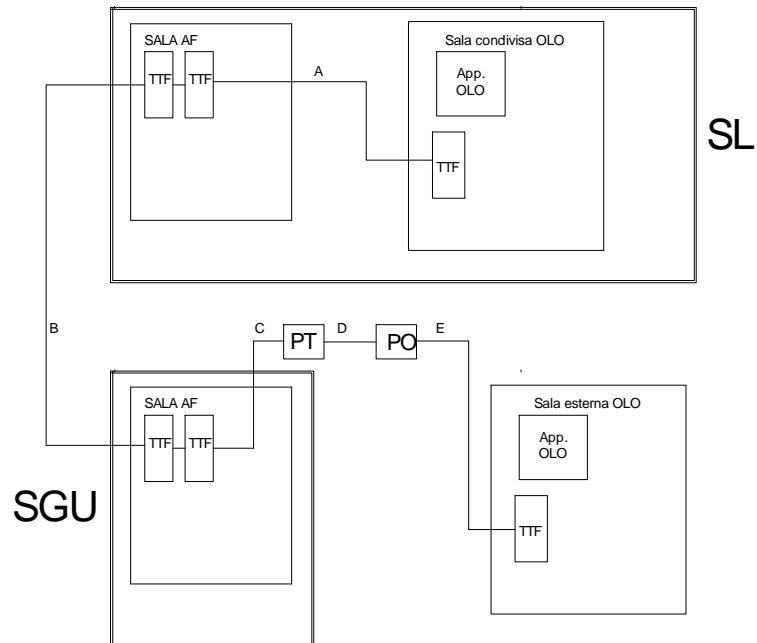 SALA AF
TTF
TTF
A
Sala condivisa OLO
App.
OLO
TTF
SL
B
C
PT
D
PO
E
SALA AF
TTF
TTF
SGU
Sala esterna OLO
App.
OLO
TTF